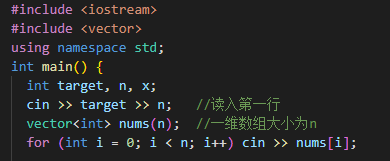 #include <iostream>
#include <vector>
using namespace std;
int main() {
  int target, n, x;
  cin >> target >> n;   //读入第一行
  vector<int> nums(n);  //一维数组大小为n
  for (int i = 0; i < n; i++) cin >> nums[i];